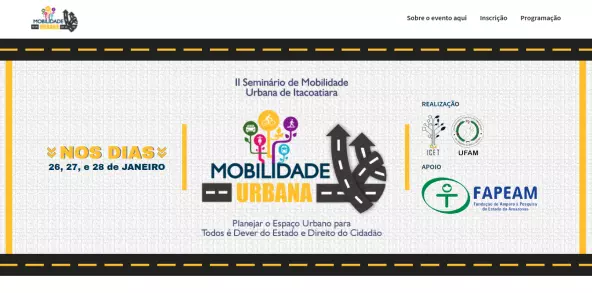 MOBILIDADE
URBANA
Sobre o evento aqui
Inscrição
Programação
II Seminário de Mobilidade
Urbana de Itacoatiara
NOS DIAS
26, 27, e 28 de JANEIRO
MOBILIDADE
URBANA
Planejar o Espaço Urbano para
Todos é Dever do Estado e Direito do Cidadão
REALIZAÇÃO
ICET
UFAM
APOIO
FAPEAM
Fundação de Amparo à Pesquisa
do Estado do Amazonas